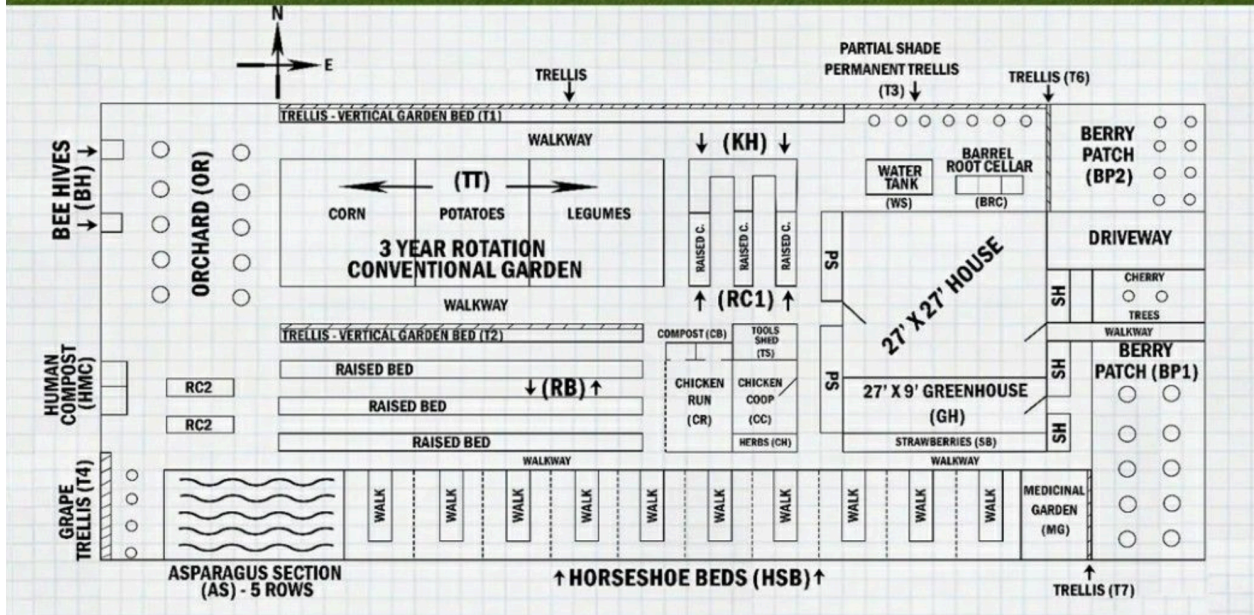 N
E
TRELLIS
PARTIAL SHADE
PERMANENT TRELLIS
(T3)
TRELLIS (T6)
TRELLIS - VERTICAL GARDEN BED (T1)
WALKWAY
(KH)
BEE HIVES
(BH)
ORCHARD (OR)
(TT)
CORN
POTATOES
LEGUMES
3 YEAR ROTATION
CONVENTIONAL GARDEN
WALKWAY
RAISED C.
RAISED C.
RAISED C.
(RC1)
WATER
TANK
(WS)
BARREL
ROOT CELLAR
(BRC)
BERRY
PATCH
(BP2)
DRIVEWAY
PS
27' X 27' HOUSE
SH
CHERRY
TREES
WALKWAY
TRELLIS - VERTICAL GARDEN BED (T2)
COMPOST (CB)
TOOLS
SHED
(TS)
BERRY
PATCH (BP1)
HUMAN
COMPOST
(HMC)
RC2
RC2
RAISED BED
(RB)
RAISED BED
RAISED BED
CHICKEN
RUN
(CR)
CHICKEN
COOP
(CC)
HERBS (CH)
PS
27' X 9' GREENHOUSE
(GH)
SH
SH
STRAWBERRIES (SB)
WALKWAY
WALKWAY
GRAPE
TRELLIS (T4)
WALK
WALK
WALK
WALK
WALK
WALK
WALK
WALK
WALK
MEDICINAL
GARDEN
(MG)
ASPARAGUS SECTION
(AS) - 5 ROWS
HORSESHOE BEDS (HSB)
TRELLIS (T7)